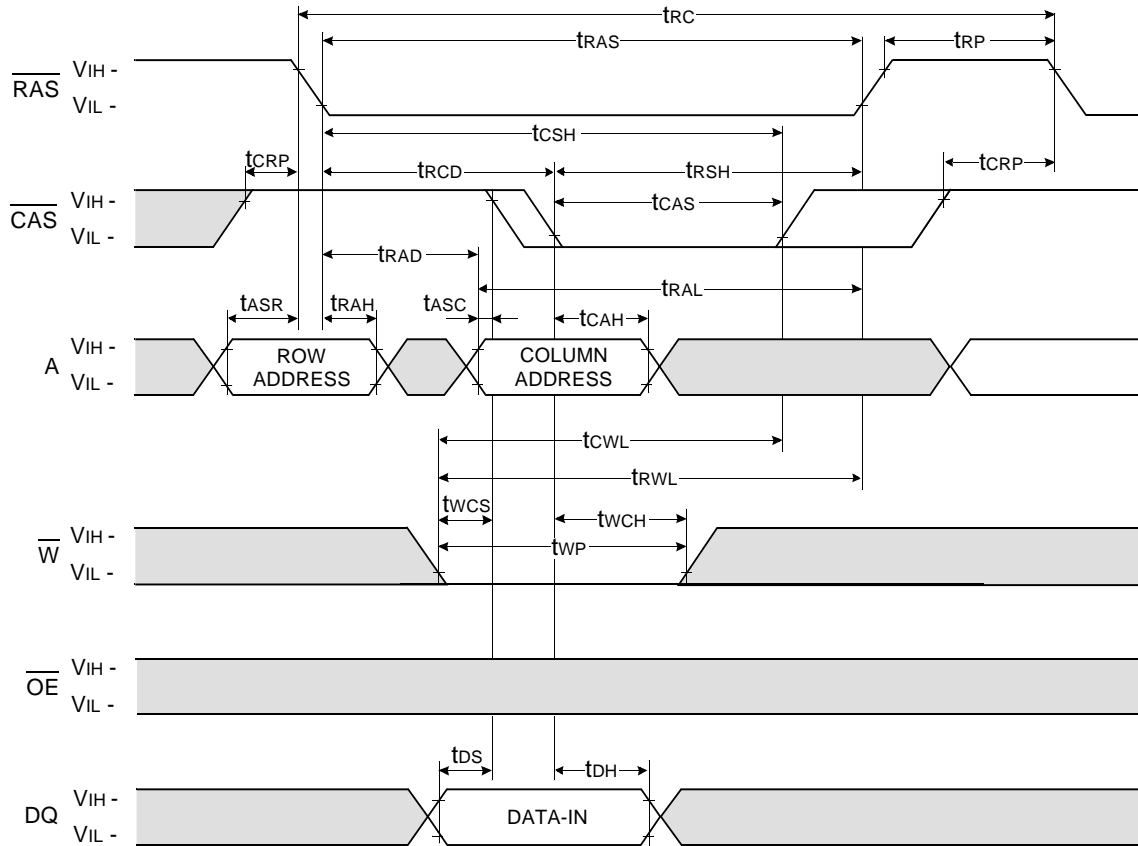 tRC
tRAS
tRP
RAS
VIH -
VIL -
tCSH
tCRP
tRCD
tRSH
tCRP
CAS
VIH -
VIL -
tCAS
tRAD
tRAL
tASR
tRAH
tASC
tCAH
A
VIH -
VIL -
ROW
ADDRESS
COLUMN
ADDRESS
tCWL
tRWL
tWCS
tWCH
W
VIH -
VIL -
tWP
OE
VIH -
VIL -
tDS
tDH
DQ
VIH -
VIL -
DATA-IN